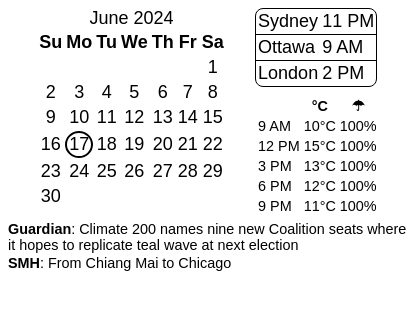 June 2024
Su Mo Tu We Th Fr Sa
1
2 3 4 5 6 7 8
9 10 11 12 13 14 15
16 17 18 19 20 21 22
23 24 25 26 27 28 29
30
Sydney 11 PM
Ottawa 9 AM
London 2 PM
°C ☂
9 AM 10°C 100%
12 PM 15°C 100%
3 PM 13°C 100%
6 PM 12°C 100%
9 PM 11°C 100%
Guardian: Climate 200 names nine new Coalition seats where
it hopes to replicate teal wave at next election
SMH: From Chiang Mai to Chicago